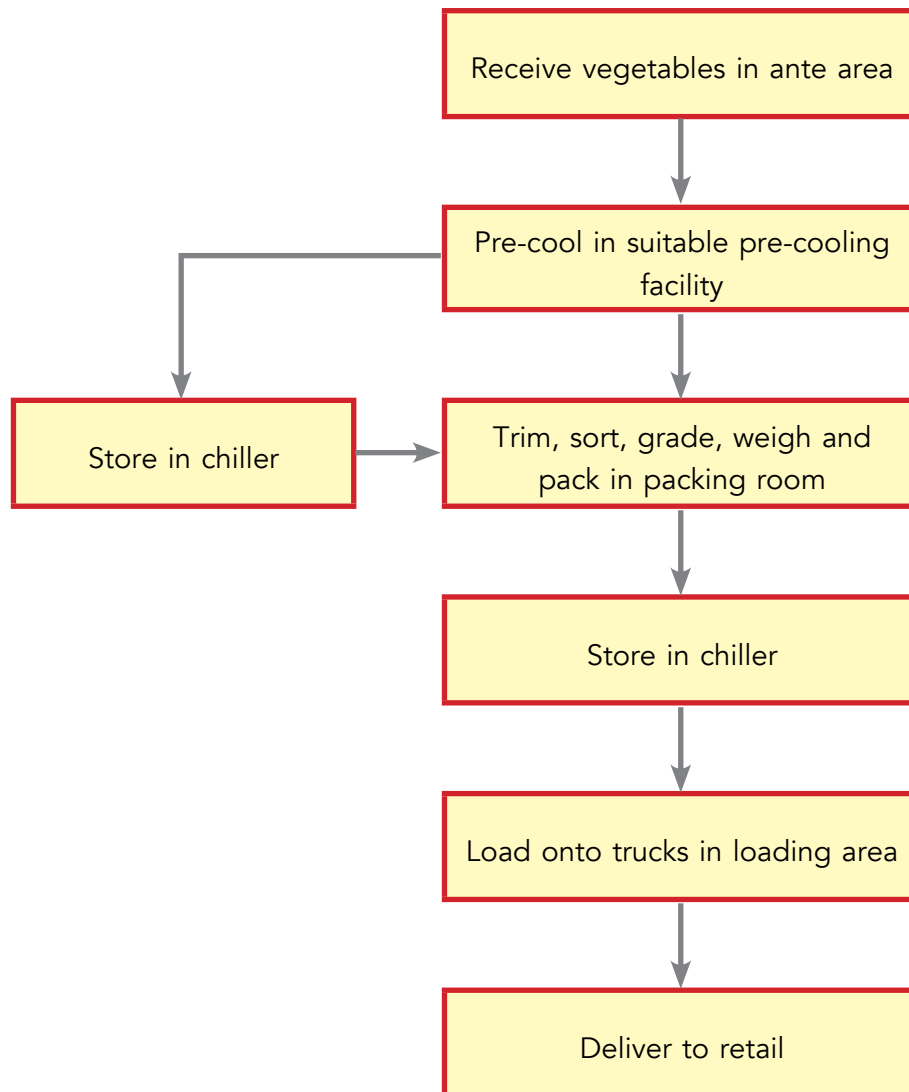 Receive vegetables in ante area
Pre-cool in suitable pre-cooling
facility
Store in chiller
Trim, sort, grade, weigh and
pack in packing room
Store in chiller
Load onto trucks in loading area
Deliver to retail